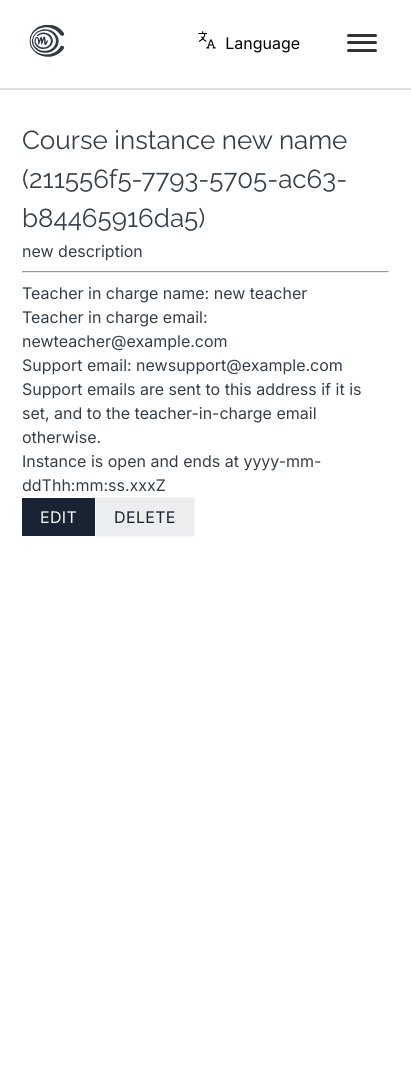 Language
Course instance new name
(211556f5-7793-5705-ac63-
b84465916da5)
new description
Teacher in charge name: new teacher
Teacher in charge email:
newteacher@example.com
Support email: newsupport@example.com
Support emails are sent to this address if it is
set, and to the teacher-in-charge email
otherwise.
Instance is open and ends at yyyy-mm-
ddThh:mm:ss.xxxZ
EDIT DELETE